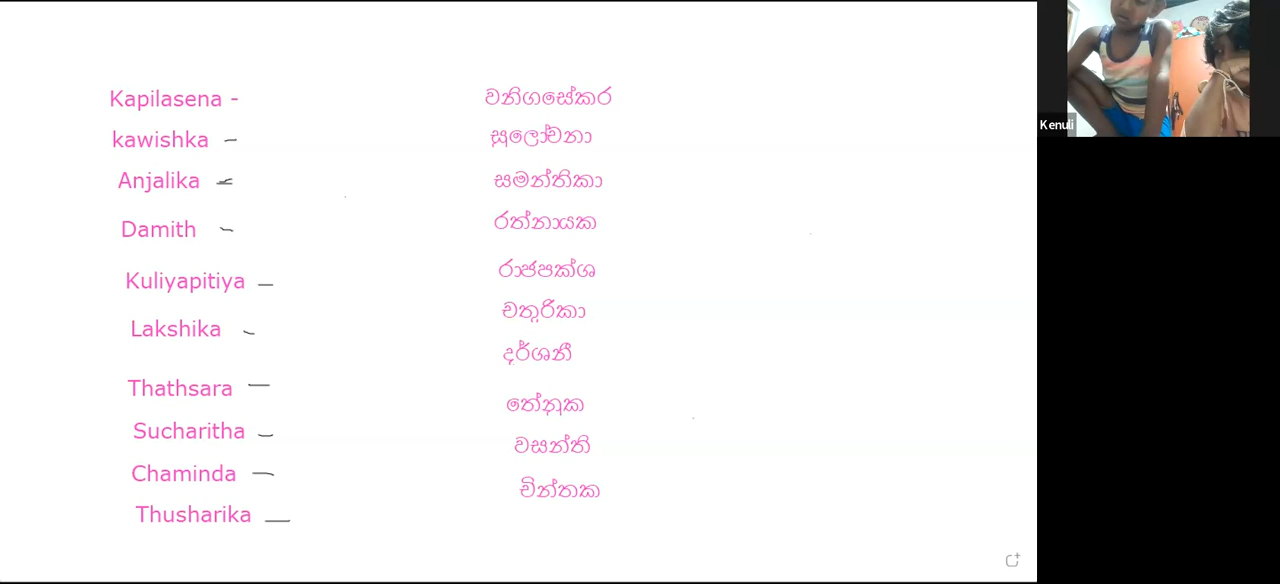 Kapilasena -
kawishka -
Anjalika -
Damith -
Kuliyapitiya -
Lakshika -
Thathsara -
Sucharitha -
Chaminda -
Thusharika -
වනිගසේකර
සුලෝචනා
සමන්තිකා
රත්නායක
රාජපක්ශ
චතුරිකා
දර්ශනී
තේනුක
වසන්ති
චින්තක
Kenuli